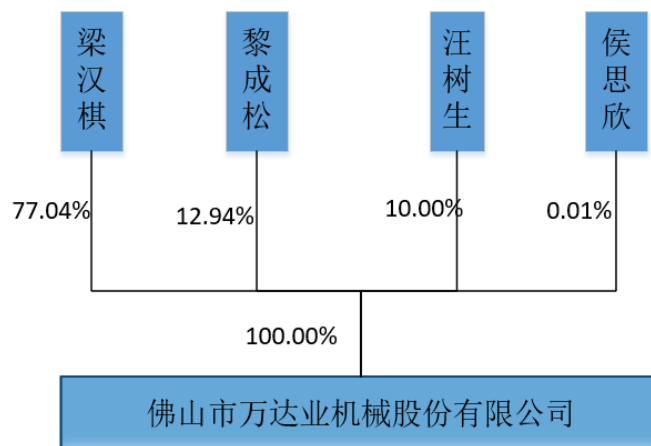 梁汉棋
黎成松
汪树生
侯思欣
77.04%
12.94%
10.00%
0.01%
100.00%
佛山市万达业机械股份有限公司